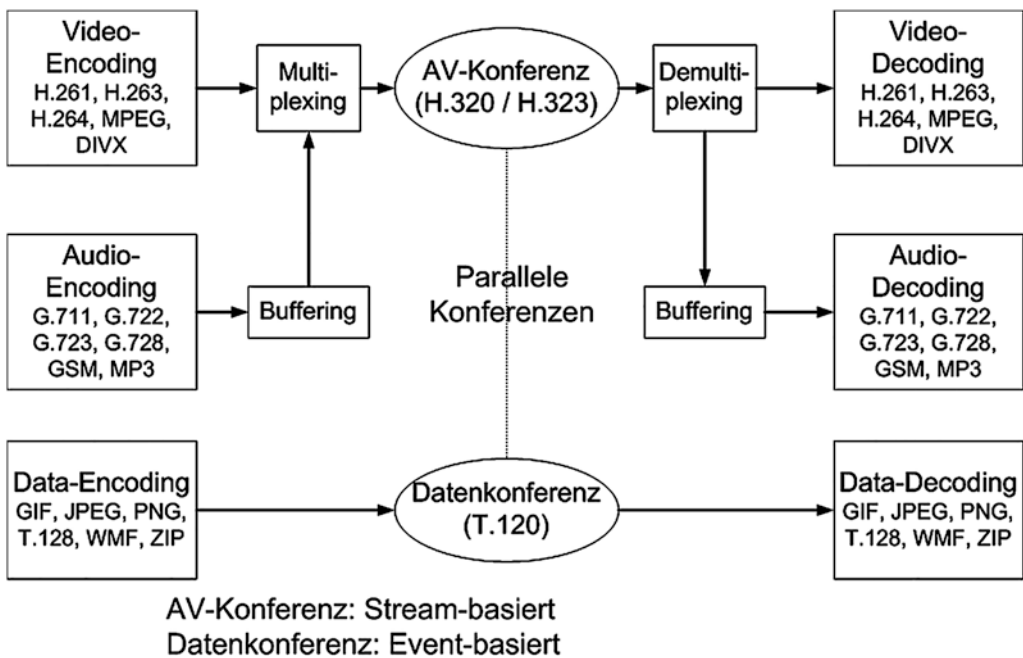 Video-
Encoding
H.261, H.263,
H.264, MPEG,
DIVX
Multi-
plexing
AV-Konferenz
(H.320 / H.323)
Demulti-
plexing
Video-
Decoding
H.261, H.263,
H.264, MPEG,
DIVX
Audio-
Encoding
G.711, G.722,
G.723, G.728,
GSM, MP3
Buffering
Parallele
Konferenzen
Buffering
Audio-
Decoding
G.711, G.722,
G.723, G.728,
GSM, MP3
Data-Encoding
GIF, JPEG, PNG,
T.128, WMF, ZIP
Datenkonferenz
(T.120)
Data-Decoding
GIF, JPEG, PNG,
T.128, WMF, ZIP
AV-Konferenz: Stream-basiert
Datenkonferenz: Event-basiert